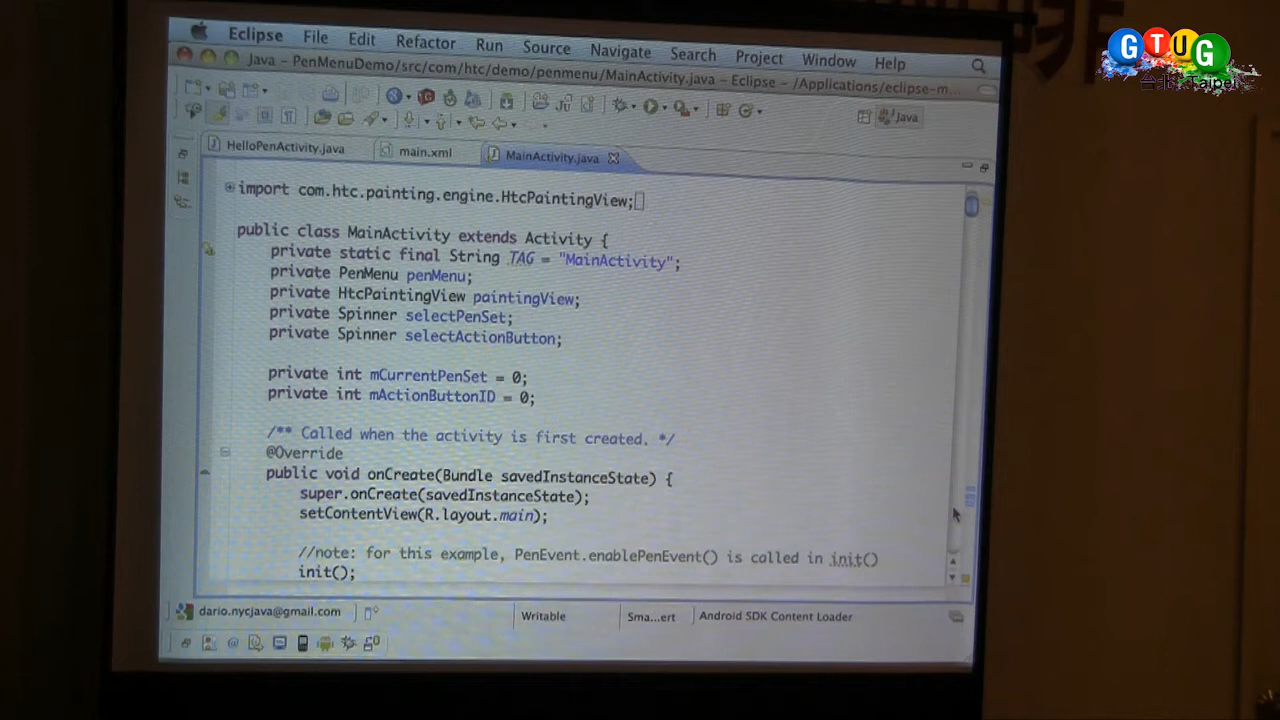 GTUG
台北 Taipei
Eclipse File Edit Refactor Run Source Navigate Search Project Window Help
Java – PenMenuDemo/src/com/htc/demo/penmenu/MainActivity.java – Eclipse – /Applications/eclipse-m...
Java
HelloPenActivity.java main.xml MainActivity.java
import com.htc.painting.engine.HtcPaintingView;
public class MainActivity extends Activity {
private static final String TAG = "MainActivity";
private PenMenu penMenu;
private HtcPaintingView paintingView;
private Spinner selectPenSet;
private Spinner selectActionButton;
private int mCurrentPenSet = 0;
private int mActionButtonID = 0;
/** Called when the activity is first created. */
@Override
public void onCreate(Bundle savedInstanceState) {
super.onCreate(savedInstanceState);
setContentView(R.layout.main);
//note: for this example, PenEvent.enablePenEvent() is called in init()
init();
dario.nycjava@gmail.com Writable Sma...ert Android SDK Content Loader